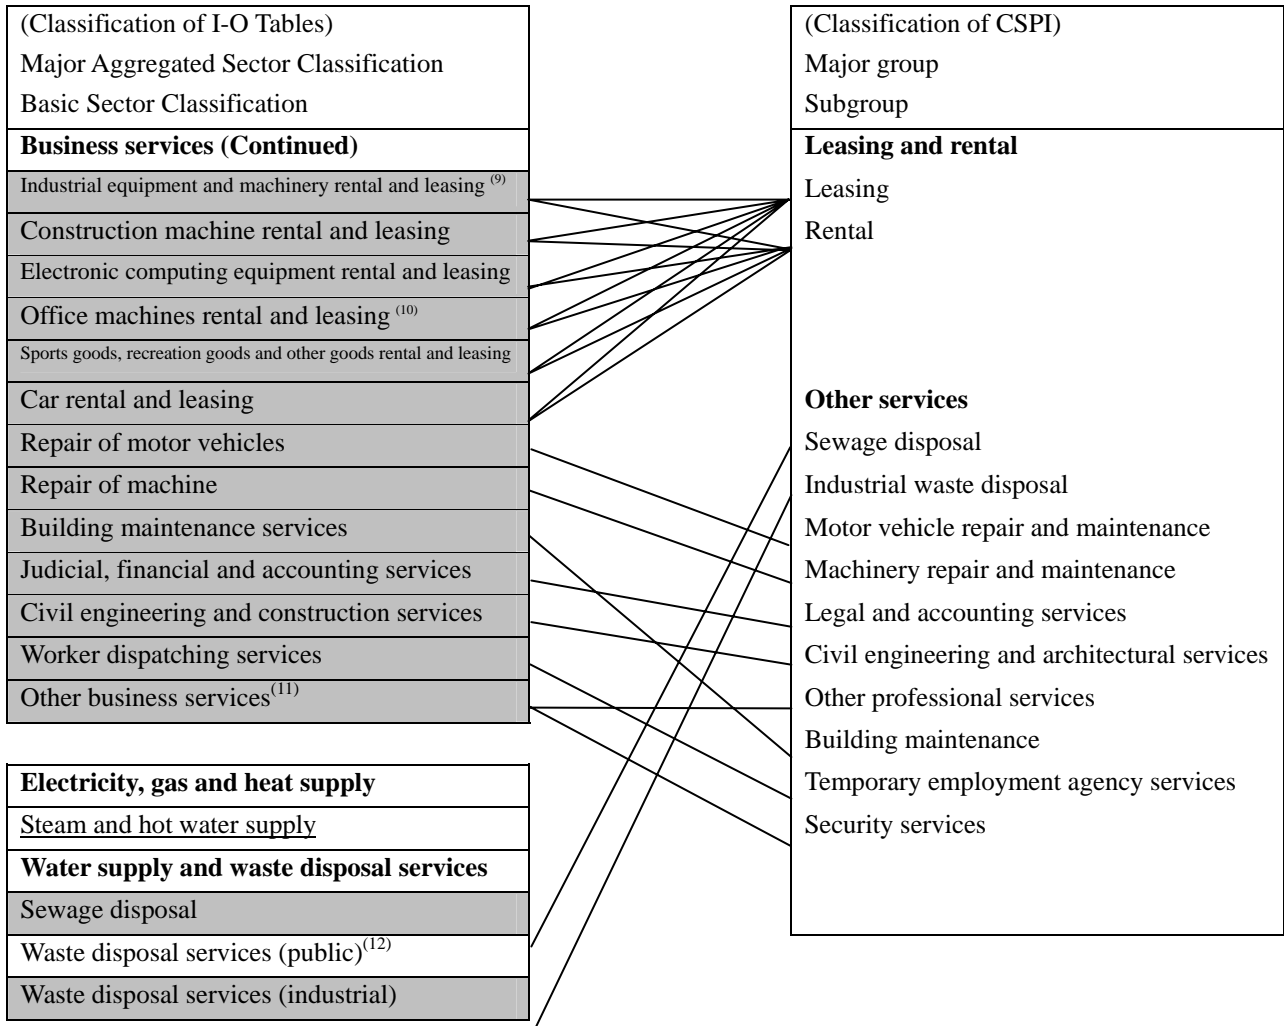 (Classification of I-O Tables)
Major Aggregated Sector Classification
Basic Sector Classification
Business services (Continued)
Industrial equipment and machinery rental and leasing (9)
Construction machine rental and leasing
Electronic computing equipment rental and leasing
Office machines rental and leasing (10)
Sports goods, recreation goods and other goods rental and leasing
Car rental and leasing
Repair of motor vehicles
Repair of machine
Building maintenance services
Judicial, financial and accounting services
Civil engineering and construction services
Worker dispatching services
Other business services(11)
Electricity, gas and heat supply
Steam and hot water supply
Water supply and waste disposal services
Sewage disposal
Waste disposal services (public)(12)
Waste disposal services (industrial)
(Classification of CSPI)
Major group
Subgroup
Leasing and rental
Leasing
Rental
Other services
Sewage disposal
Industrial waste disposal
Motor vehicle repair and maintenance
Machinery repair and maintenance
Legal and accounting services
Civil engineering and architectural services
Other professional services
Building maintenance
Temporary employment agency services
Security services